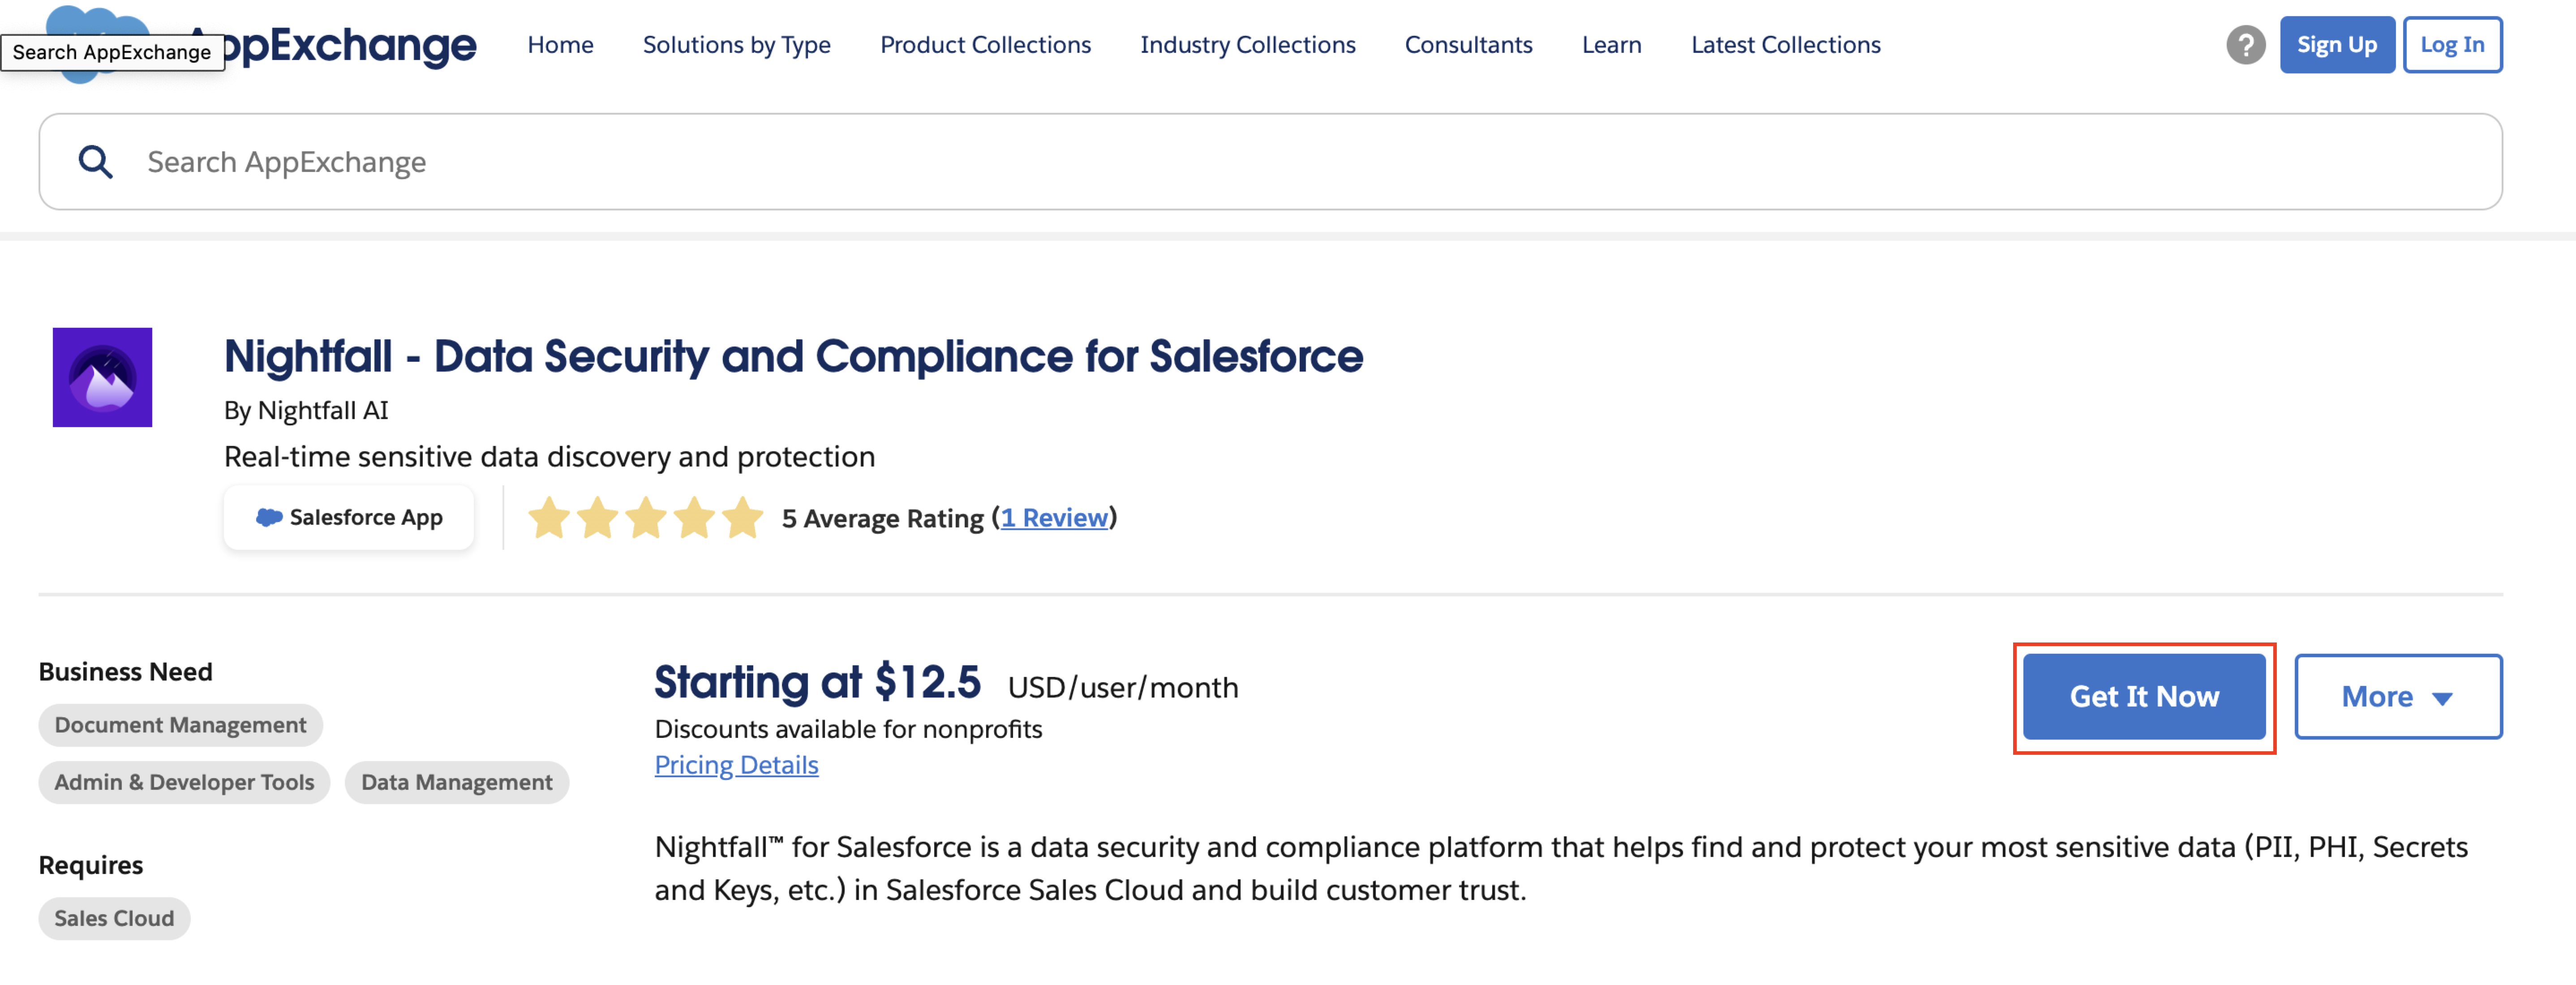 Search AppExchange
ppExchange
Home
Solutions by Type
Product Collections
Industry Collections
Consultants
Learn
Latest Collections
?
Sign Up
Log In
Search AppExchange
Nightfall - Data Security and Compliance for Salesforce
By Nightfall AI
Real-time sensitive data discovery and protection
Salesforce App
5 Average Rating (1 Review)
Business Need
Document Management
Admin & Developer Tools
Data Management
Requires
Sales Cloud
Starting at $12.5 USD/user/month
Discounts available for nonprofits
Pricing Details
Get It Now
More
Nightfall™ for Salesforce is a data security and compliance platform that helps find and protect your most sensitive data (PII, PHI, Secrets
and Keys, etc.) in Salesforce Sales Cloud and build customer trust.